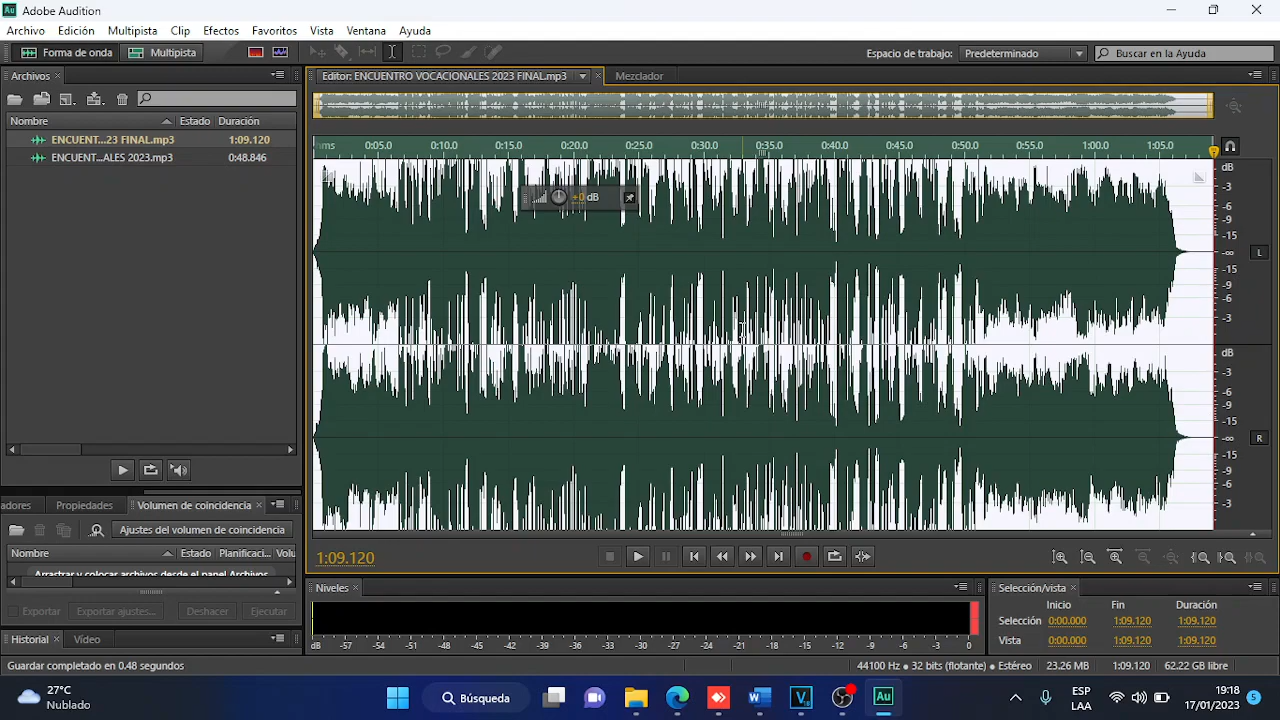 Au Adobe Audition
Archivo Edición Multipista Clip Efectos Favoritos Vista Ventana Ayuda
Forma de onda Multipista Espacio de trabajo: Predeterminado Buscar en la Ayuda
Archivos × Editor: ENCUENTRO VOCACIONALES 2023 FINAL.mp3 × Mezclador
Nombre Estado Duración
ENCUENT...23 FINAL.mp3 1:09.120
ENCUENT...ALES 2023.mp3 0:48.846
hms 0:05.0 0:10.0 0:15.0 0:20.0 0:25.0 0:30.0 0:35.0 0:40.0 0:45.0 0:50.0 0:55.0 1:00.0 1:05.0
dB
-3
-6
-9
-15
-∞ L
-15
-9
-6
-3
+0 dB
dB
-3
-6
-9
-15
-∞ R
-15
-9
-6
-3
adores Propiedades Volumen de coincidencia ×
Ajustes del volumen de coincidencia
Nombre Estado Planificaci... Volu
Arrastrar o colocar archivos desde el panel Archivos
Exportar Exportar ajustes... Deshacer Ejecutar
Historial × Vídeo
1:09.120
Niveles ×
dB -57 -54 -51 -48 -45 -42 -39 -36 -33 -30 -27 -24 -21 -18 -15 -12 -9 -6 -3 0
Selección/vista ×
Inicio Fin Duración
Selección 0:00.000 1:09.120 1:09.120
Vista 0:00.000 1:09.120 1:09.120
Guardar completado en 0.48 segundos 44100 Hz • 32 bits (flotante) • Estéreo 23.26 MB 1:09.120 62.22 GB libre
27°C
Nublado
Búsqueda
ESP
LAA
19:18
17/01/2023
5